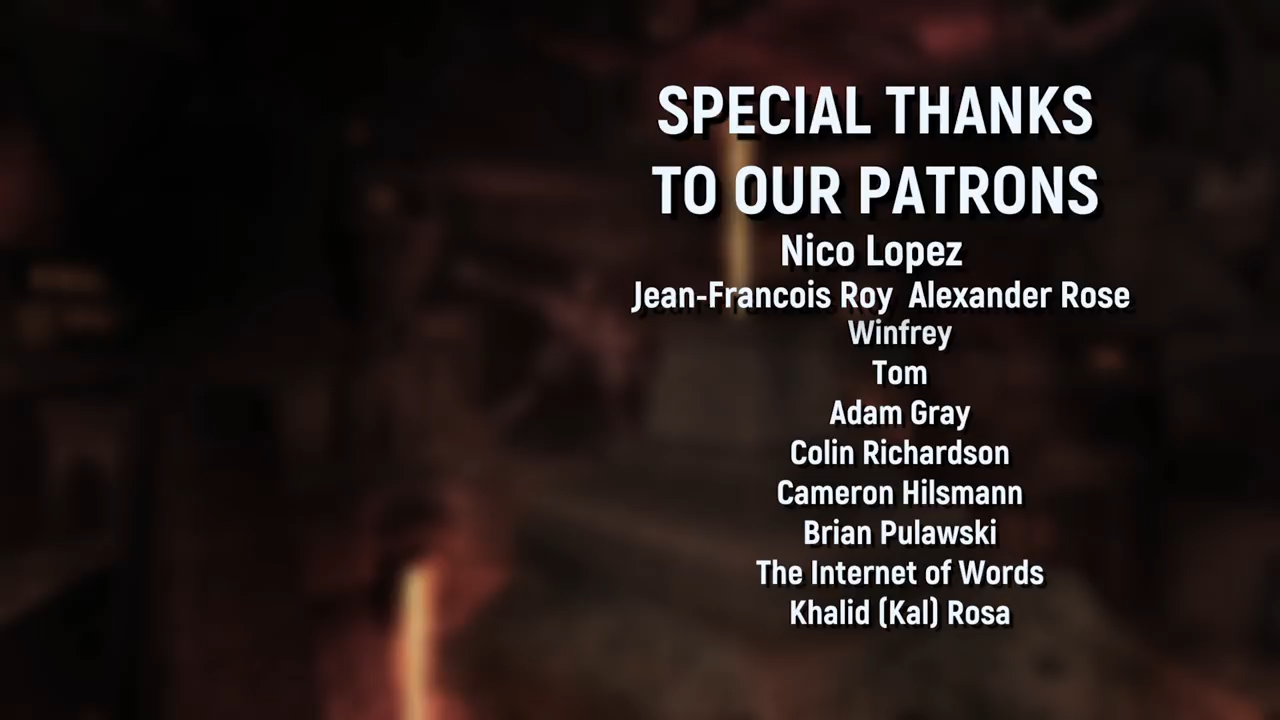 SPECIAL THANKS
TO OUR PATRONS
Nico Lopez
Jean-Francois Roy  Alexander Rose
Winfrey
Tom
Adam Gray
Colin Richardson
Cameron Hilsmann
Brian Pulawski
The Internet of Words
Khalid (Kal) Rosa